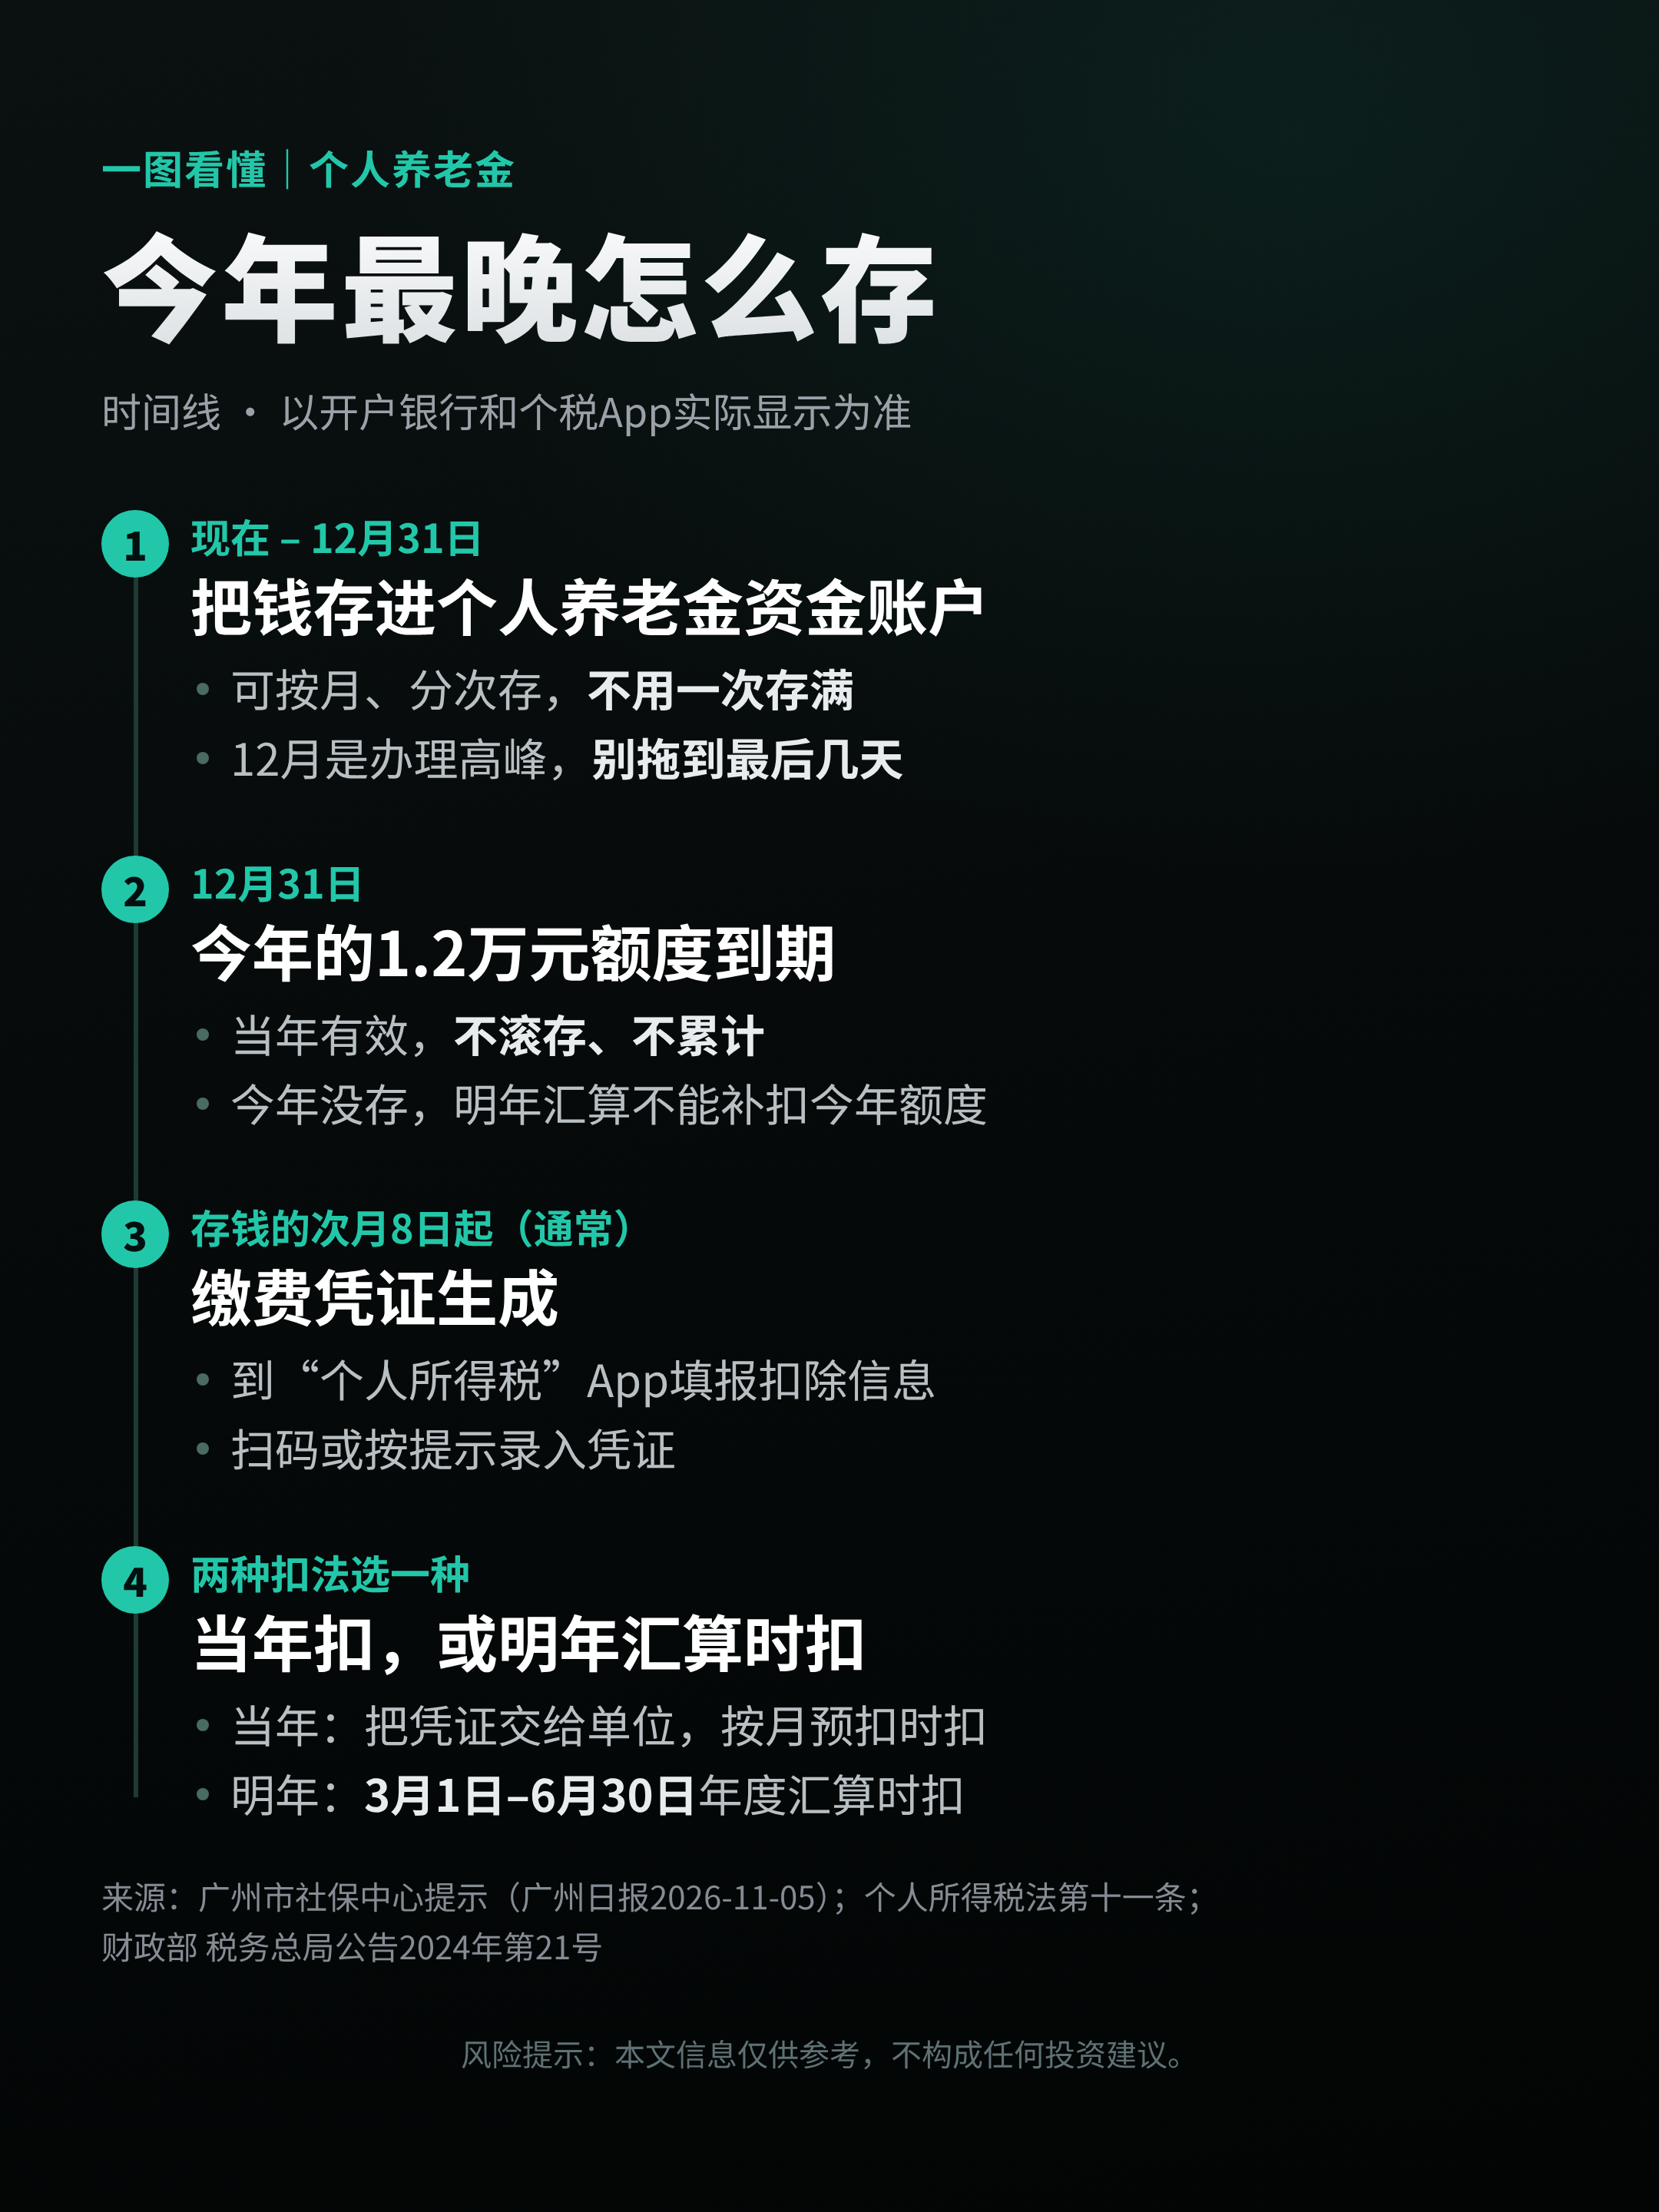 一图看懂｜个人养老金
今年最晚怎么存
时间线 · 以开户银行和个税App实际显示为准
1
现在 – 12月31日
把钱存进个人养老金资金账户
• 可按月、分次存，不用一次存满
• 12月是办理高峰，别拖到最后几天
2
12月31日
今年的1.2万元额度到期
• 当年有效，不滚存、不累计
• 今年没存，明年汇算不能补扣今年额度
3
存钱的次月8日起（通常）
缴费凭证生成
• 到“个人所得税”App填报扣除信息
• 扫码或按提示录入凭证
4
两种扣法选一种
当年扣，或明年汇算时扣
• 当年：把凭证交给单位，按月预扣时扣
• 明年：3月1日–6月30日年度汇算时扣
来源：广州市社保中心提示（广州日报2026-11-05）；个人所得税法第十一条；
财政部 税务总局公告2024年第21号
风险提示：本文信息仅供参考，不构成任何投资建议。